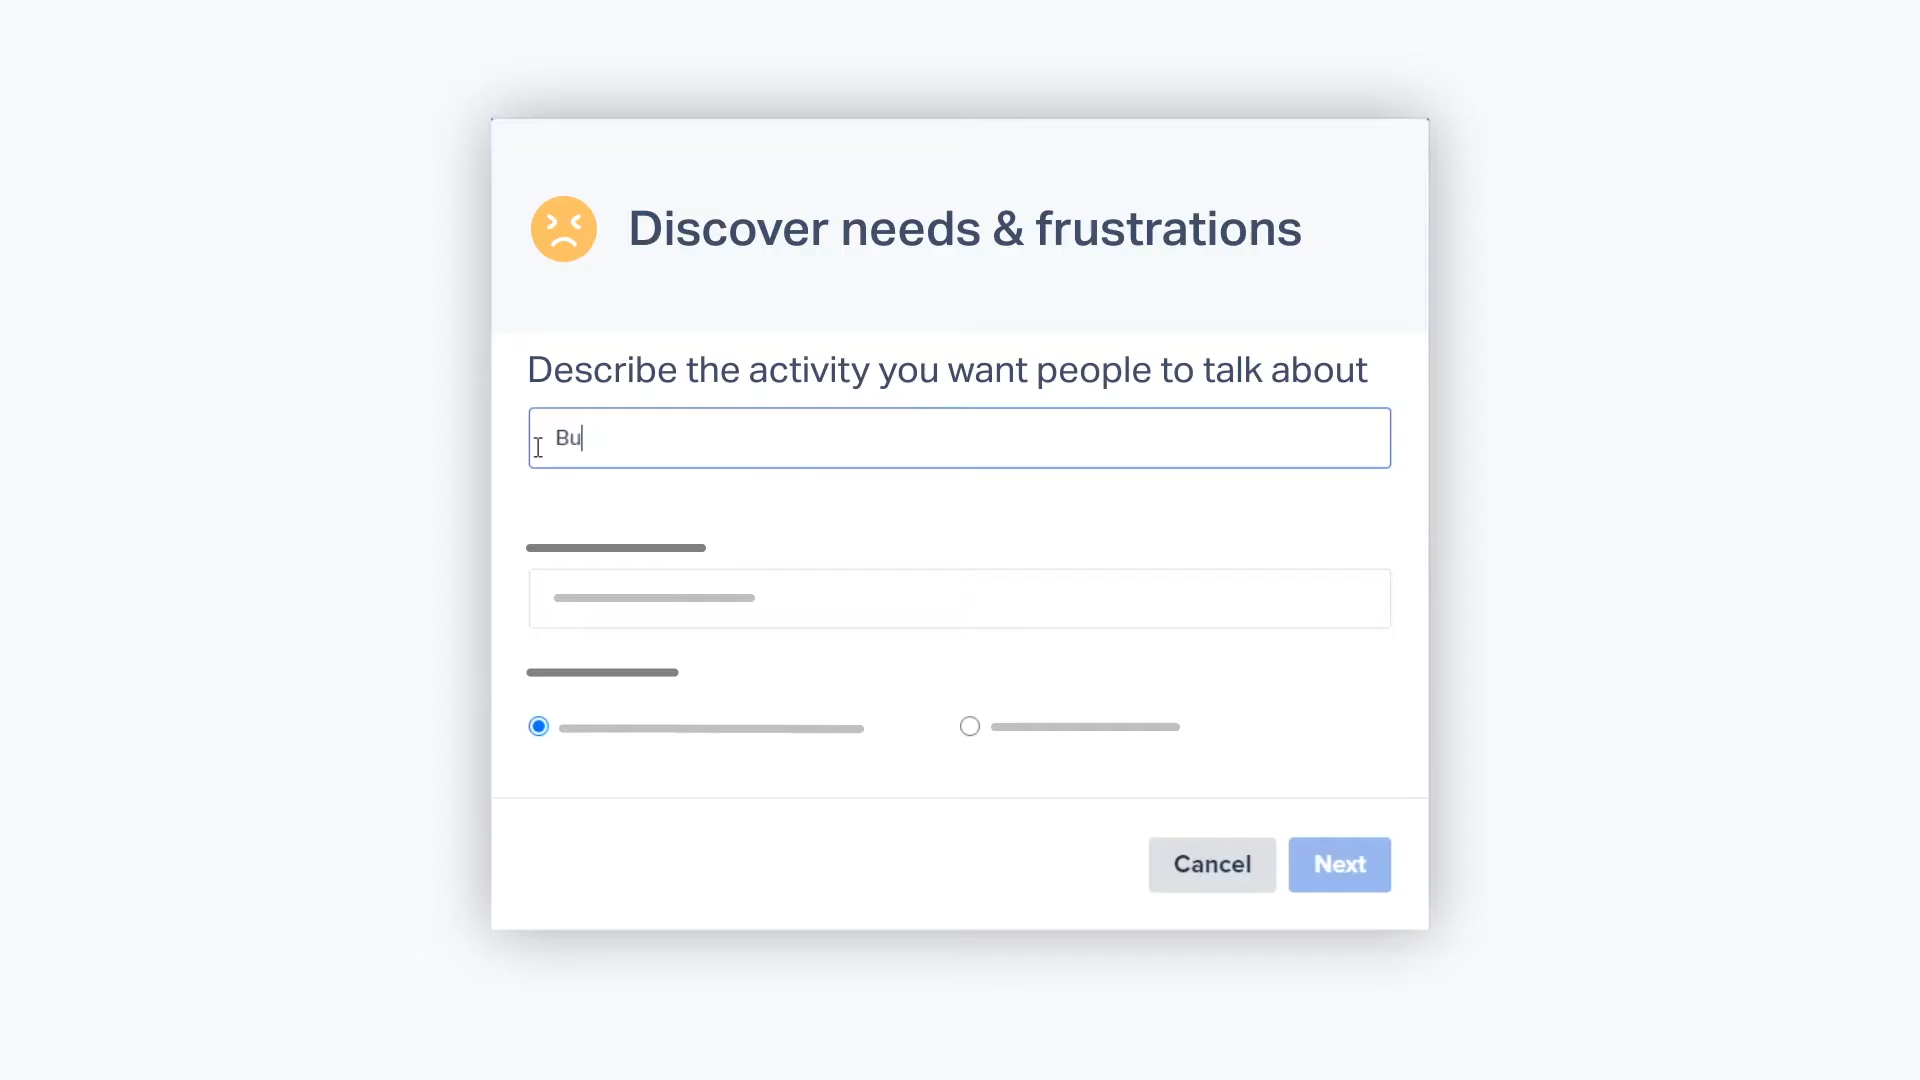 Discover needs & frustrations
Describe the activity you want people to talk about
Bu
Cancel
Next